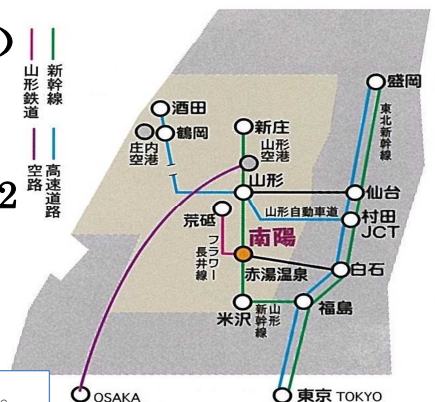 の
2
新幹線
高速道路
山形鉄道
空路
盛岡
東北新幹線
酒田
鶴岡
庄内空港
新庄
山形空港
山形
仙台
山形自動車道
村田
JCT
荒砥
フラワー長井線
南陽
赤湯温泉
白石
米沢
山形新幹線
福島
OSAKA
東京 TOKYO